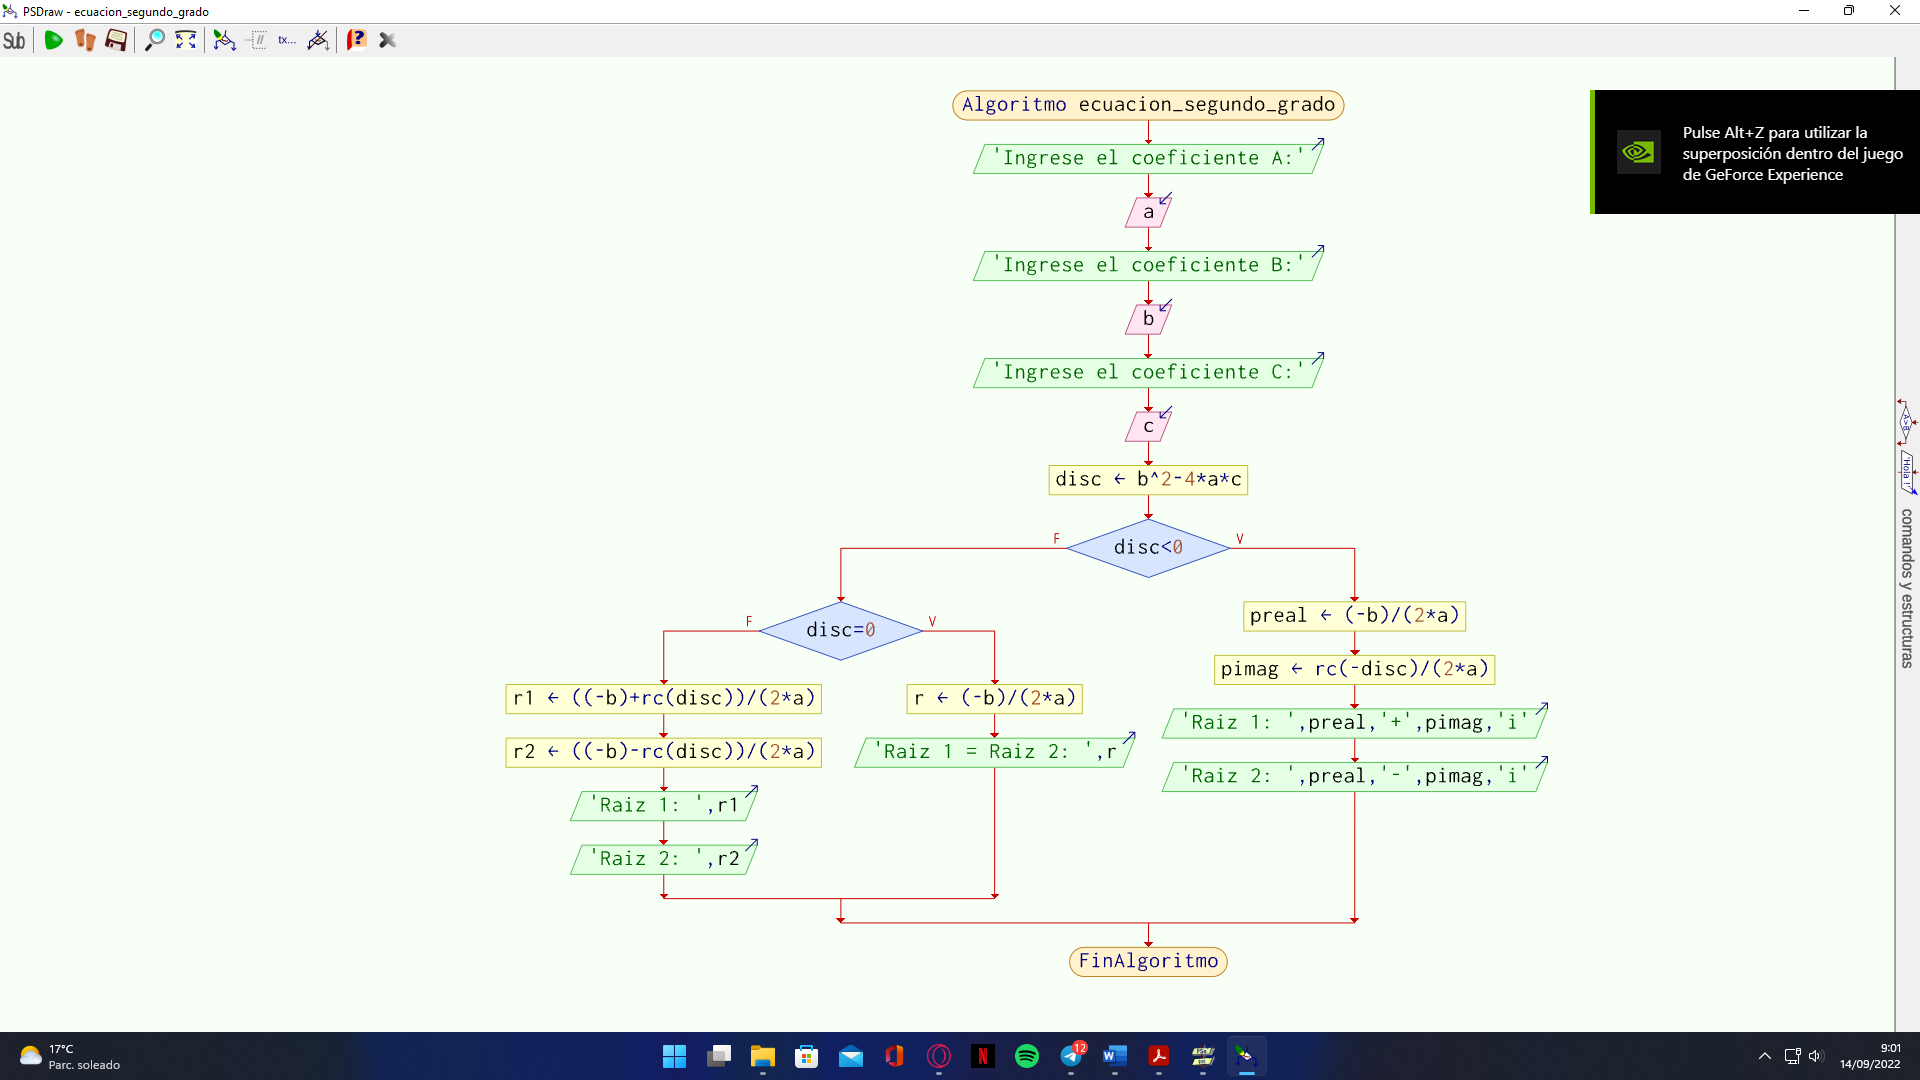 PSDraw - ecuacion_segundo_grado
Sub
tx...
Algoritmo ecuacion_segundo_grado
'Ingrese el coeficiente A:'
a
'Ingrese el coeficiente B:'
b
'Ingrese el coeficiente C:'
c
disc ← b^2-4*a*c
F
disc<0
V
F
disc=0
V
r1 ← ((-b)+rc(disc))/(2*a)
r2 ← ((-b)-rc(disc))/(2*a)
'Raiz 1: ',r1
'Raiz 2: ',r2
r ← (-b)/(2*a)
'Raiz 1 = Raiz 2: ',r
preal ← (-b)/(2*a)
pimag ← rc(-disc)/(2*a)
'Raiz 1: ',preal,'+',pimag,'i'
'Raiz 2: ',preal,'-',pimag,'i'
FinAlgoritmo
Pulse Alt+Z para utilizar la
superposición dentro del juego
de GeForce Experience
'Hola !'
comandos y estructuras
17°C
Parc. soleado
12
9:01
14/09/2022